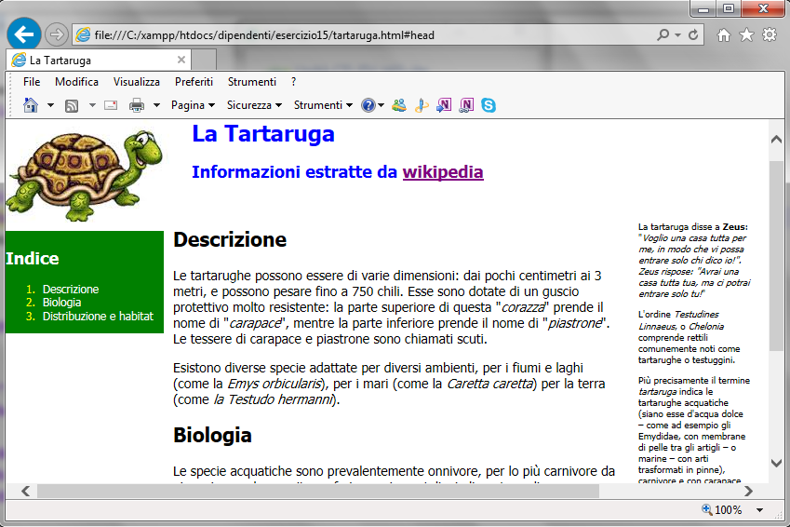 file:///C:/xampp/htdocs/dipendenti/esercizio15/tartaruga.html#head
La Tartaruga
File Modifica Visualizza Preferiti Strumenti ?
Pagina Sicurezza Strumenti
La Tartaruga
Informazioni estratte da wikipedia
Indice
1. Descrizione
2. Biologia
3. Distribuzione e habitat
Descrizione
Le tartarughe possono essere di varie dimensioni: dai pochi centimetri ai 3
metri, e possono pesare fino a 750 chili. Esse sono dotate di un guscio
protettivo molto resistente: la parte superiore di questa "corazza" prende il
nome di "carapace", mentre la parte inferiore prende il nome di "piastrone".
Le tessere di carapace e piastrone sono chiamati scuti.
Esistono diverse specie adattate per diversi ambienti, per i fiumi e laghi
(come la Emys orbicularis), per i mari (come la Caretta caretta) per la terra
(come la Testudo hermanni).
Biologia
Le specie acquatiche sono prevalentemente onnivore, per lo più carnivore da
La tartaruga disse a Zeus:
"Voglio una casa tutta per
me, in modo che vi possa
entrare solo chi dico io!".
Zeus rispose: "Avrai una
casa tutta tua, ma ci potrai
entrare solo tu!"
L'ordine Testudines
Linnaeus, o Chelonia
comprende rettili
comunemente noti come
tartarughe o testuggini.
Più precisamente il termine
tartaruga indica le
tartarughe acquatiche
(siano esse d'acqua dolce
– come ad esempio gli
Emydidae, con membrane
di pelle tra gli artigli – o
marine – con arti
trasformati in pinne),
carnivore e con carapace
100%